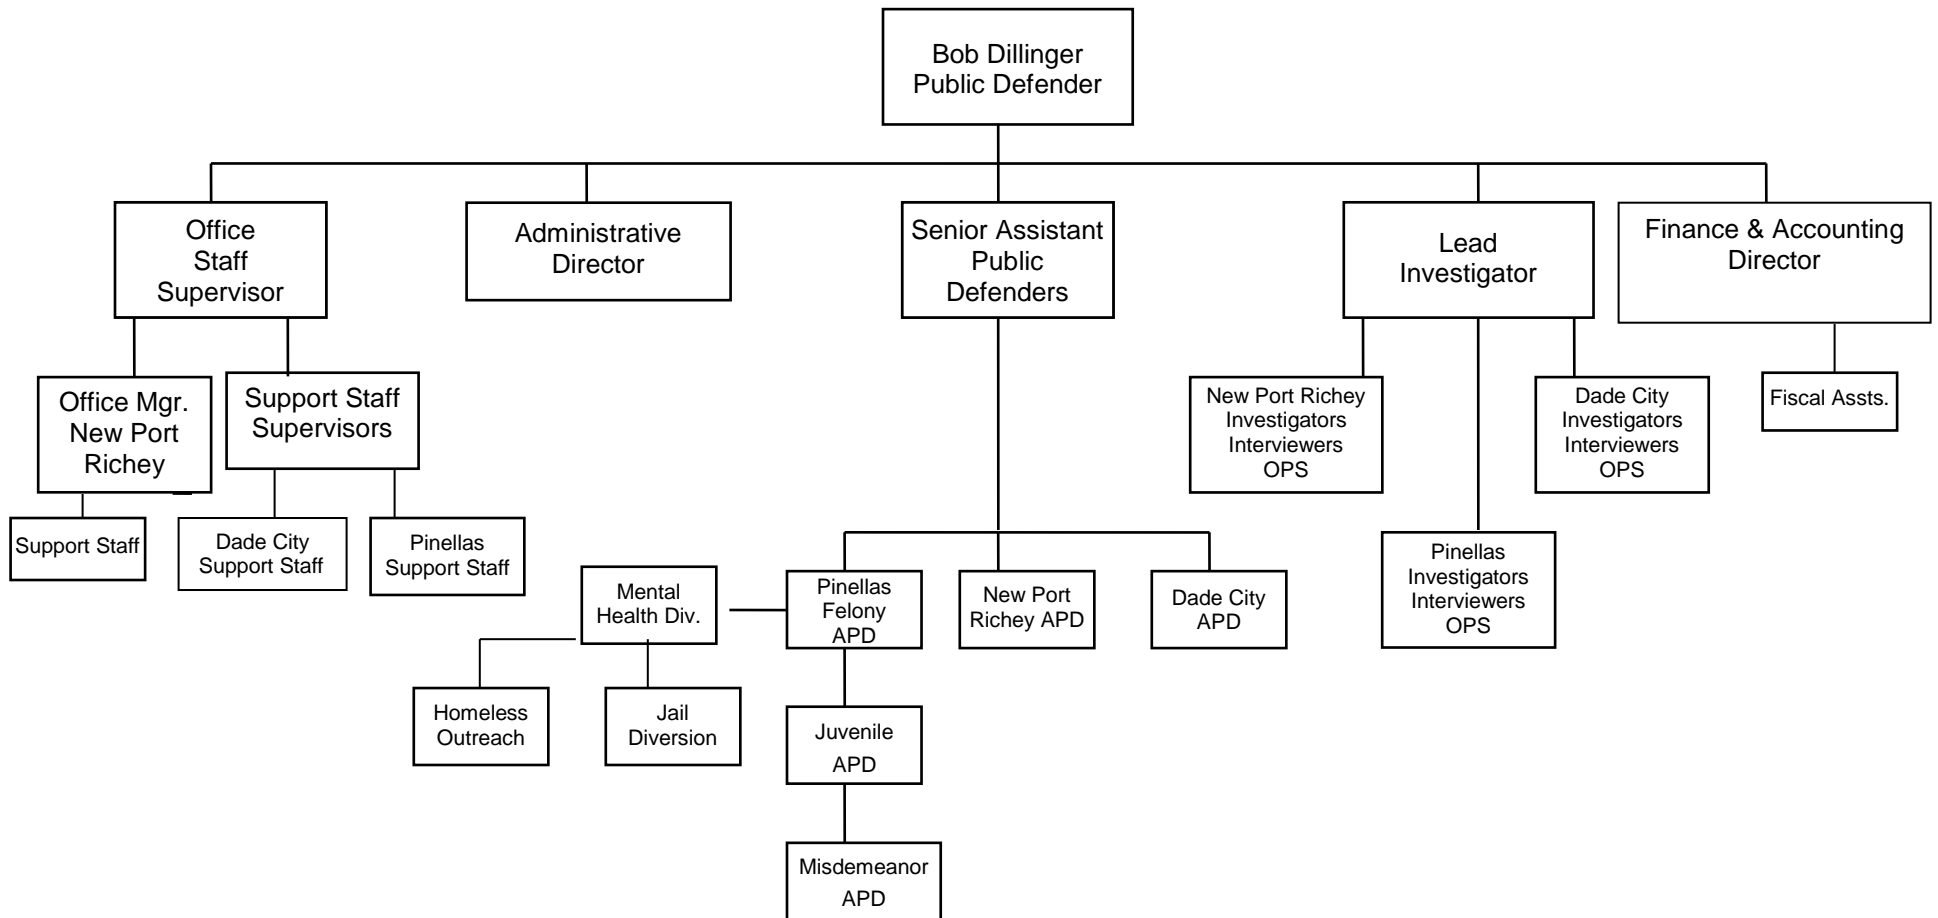 Bob Dillinger
Public Defender
Office
Staff
Supervisor
Administrative
Director
Senior Assistant
Public
Defenders
Lead
Investigator
Finance & Accounting
Director
Office Mgr.
New Port
Richey
Support Staff
Supervisors
New Port Richey
Investigators
Interviewers
OPS
Dade City
Investigators
Interviewers
OPS
Fiscal Assts.
Support Staff
Dade City
Support Staff
Pinellas
Support Staff
Pinellas
Investigators
Interviewers
OPS
Mental
Health Div.
Pinellas
Felony
APD
New Port
Richey APD
Dade City
APD
Homeless
Outreach
Jail
Diversion
Juvenile
APD
Misdemeanor
APD